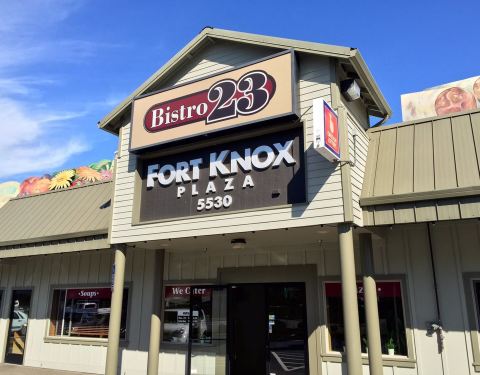 Bistro 23
FORT KNOX
PLAZA
5530
Soups
We Cater